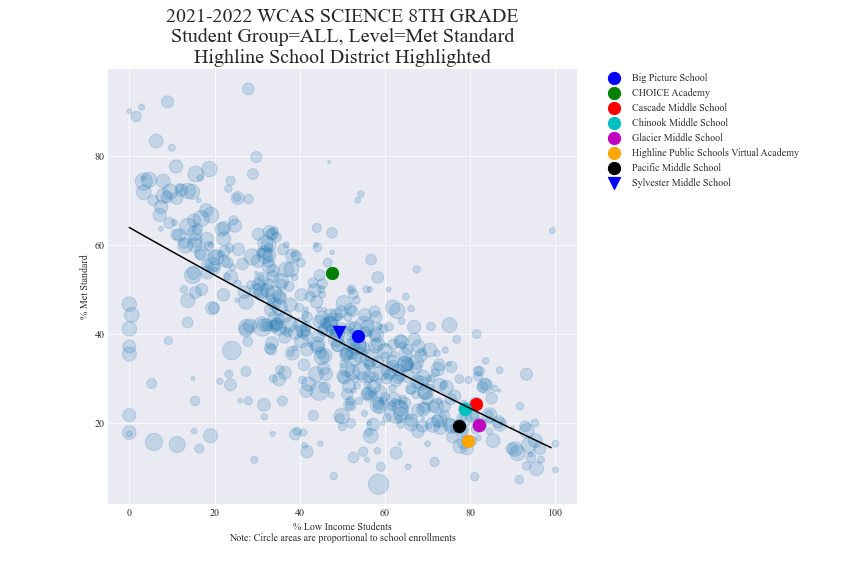 2021-2022 WCAS SCIENCE 8TH GRADE
Student Group=ALL, Level=Met Standard
Highline School District Highlighted
Big Picture School
CHOICE Academy
Cascade Middle School
Chinook Middle School
Glacier Middle School
Highline Public Schools Virtual Academy
Pacific Middle School
Sylvester Middle School
% Met Standard
80
60
40
20
0 20 40 60 80 100
% Low Income Students
Note: Circle areas are proportional to school enrollments